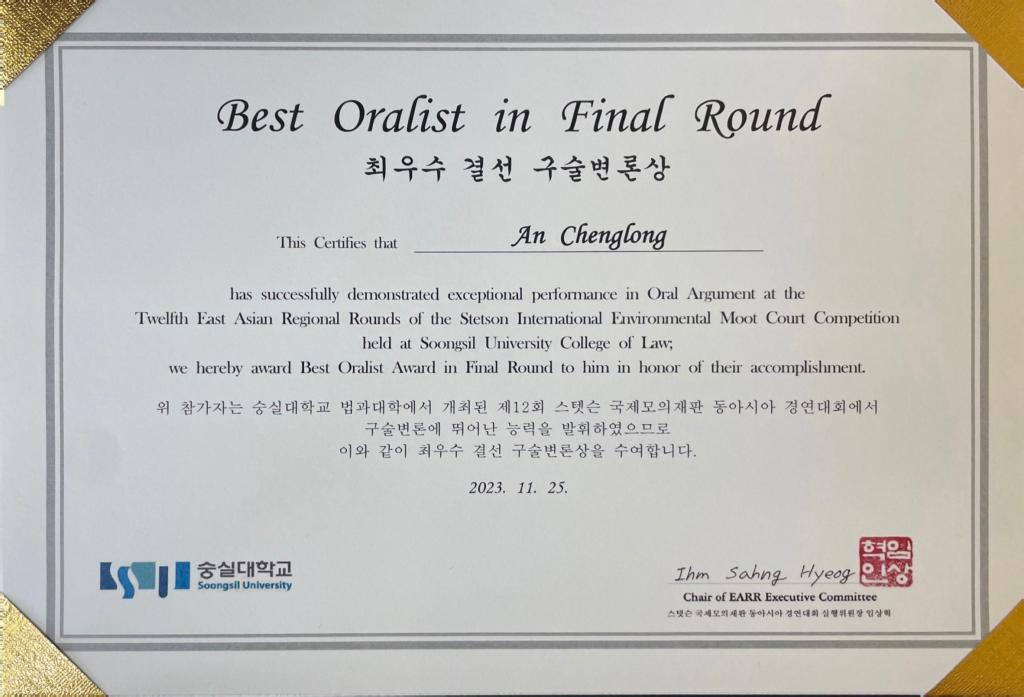 Best Oralist in Final Round
최우수 결선 구술변론상
This Certifies that An Chenglong
has successfully demonstrated exceptional performance in Oral Argument at the
Twelfth East Asian Regional Rounds of the Stetson International Environmental Moot Court Competition
held at Soongsil University College of Law;
we hereby award Best Oralist Award in Final Round to him in honor of their accomplishment.
위 참가자는 숭실대학교 법과대학에서 개최된 제12회 스텟슨 국제모의재판 동아시아 경연대회에서
구술변론에 뛰어난 능력을 발휘하였으므로
이와 같이 최우수 결선 구술변론상을 수여합니다.
2023. 11. 25.
숭실대학교
Soongsil University
Ihm Sahng Hyeog
혁임
인상
Chair of EARR Executive Committee
스텟슨 국제모의재판 동아시아 경연대회 실행위원장 임상혁